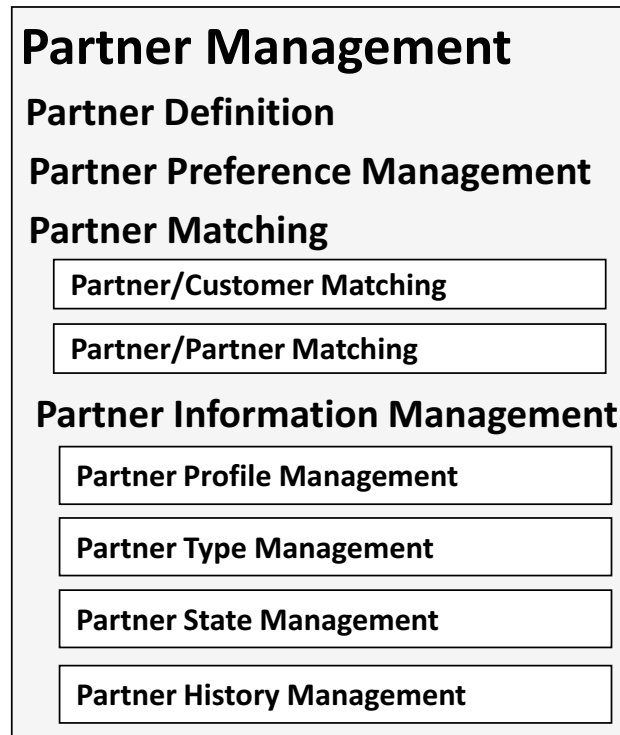 Partner Management
Partner Definition
Partner Preference Management
Partner Matching
Partner/Customer Matching
Partner/Partner Matching
Partner Information Management
Partner Profile Management
Partner Type Management
Partner State Management
Partner History Management